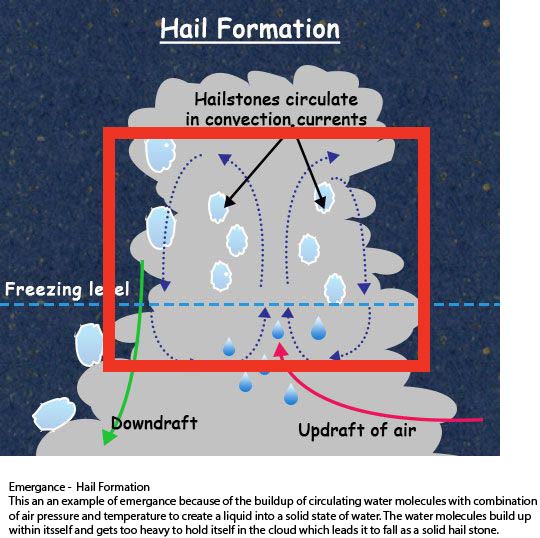 Hail Formation
Hailstones circulate
in convection currents
Freezing level
Downdraft
Updraft of air
Emergance - Hail Formation
This an an example of emergance because of the buildup of circulating water molecules with combination
of air pressure and temperature to create a liquid into a solid state of water. The water molecules build up
within itsself and gets too heavy to hold itself in the cloud which leads it to fall as a solid hail stone.